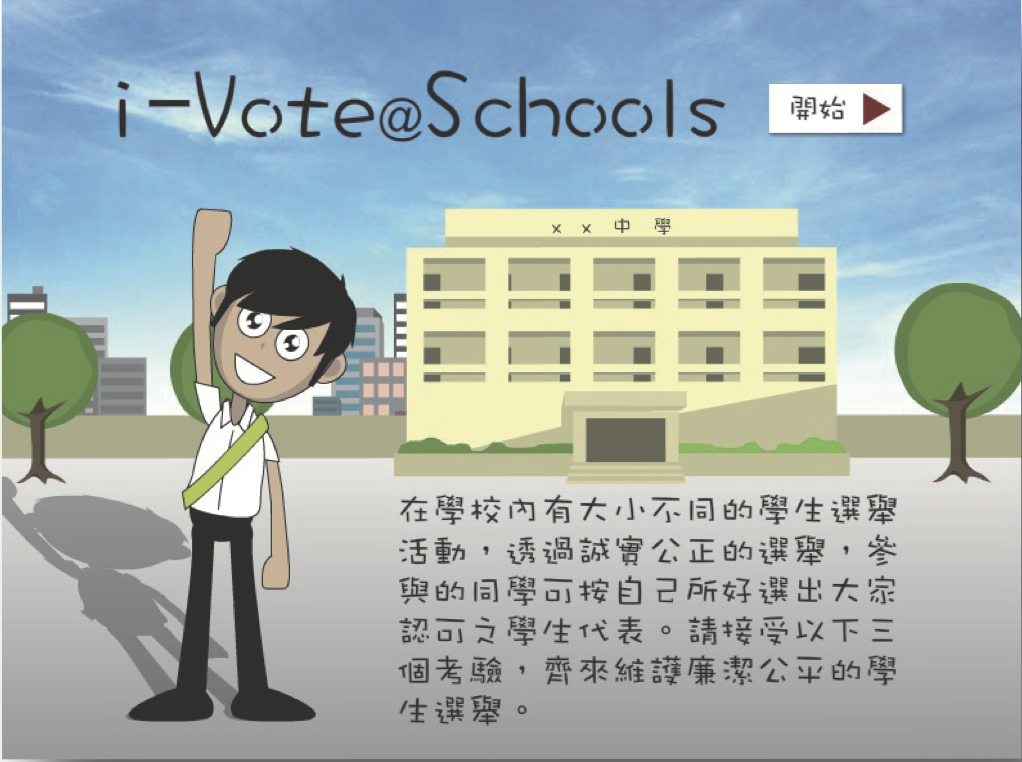 i-Vote@Schools
開始
x x 中 學
在學校內有大小不同的學生選舉
活動，透過誠實公正的選舉，參
與的同學可按自己所好選出大家
認可之學生代表。請接受以下三
個考驗，齊來維護廉潔公平的學
生選舉。